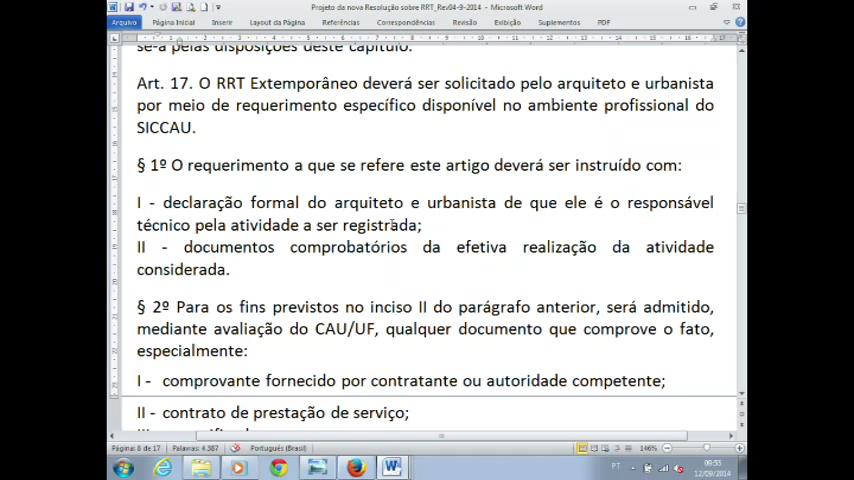 Projeto da nova Resolução sobre RRT_Rev04-9-2014 - Microsoft Word
Arquivo Página Inicial Inserir Layout da Página Referências Correspondências Revisão Exibição Suplementos PDF
se-á pelas disposições deste capítulo.
Art. 17. O RRT Extemporâneo deverá ser solicitado pelo arquiteto e urbanista
por meio de requerimento específico disponível no ambiente profissional do
SICCAU.
§ 1º O requerimento a que se refere este artigo deverá ser instruído com:
I - declaração formal do arquiteto e urbanista de que ele é o responsável
técnico pela atividade a ser registrada;
II - documentos comprobatórios da efetiva realização da atividade
considerada.
§ 2º Para os fins previstos no inciso II do parágrafo anterior, será admitido,
mediante avaliação do CAU/UF, qualquer documento que comprove o fato,
especialmente:
I - comprovante fornecido por contratante ou autoridade competente;
II - contrato de prestação de serviço;
Página: 8 de 17 Palavras: 4.387 Português (Brasil) 146%
PT 09:55
12/09/2014